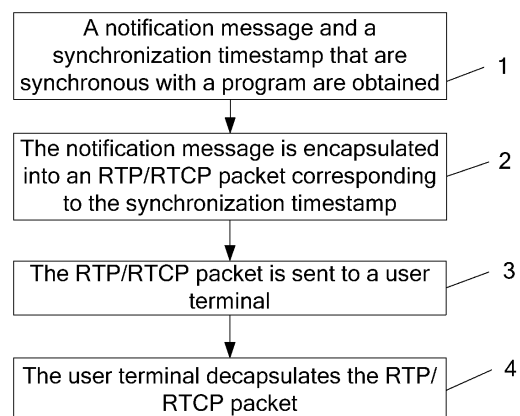 A notification message and a
synchronization timestamp that are
synchronous with a program are obtained
1
The notification message is encapsulated
into an RTP/RTCP packet corresponding
to the synchronization timestamp
2
The RTP/RTCP packet is sent to a user
terminal
3
The user terminal decapsulates the RTP/
RTCP packet
4